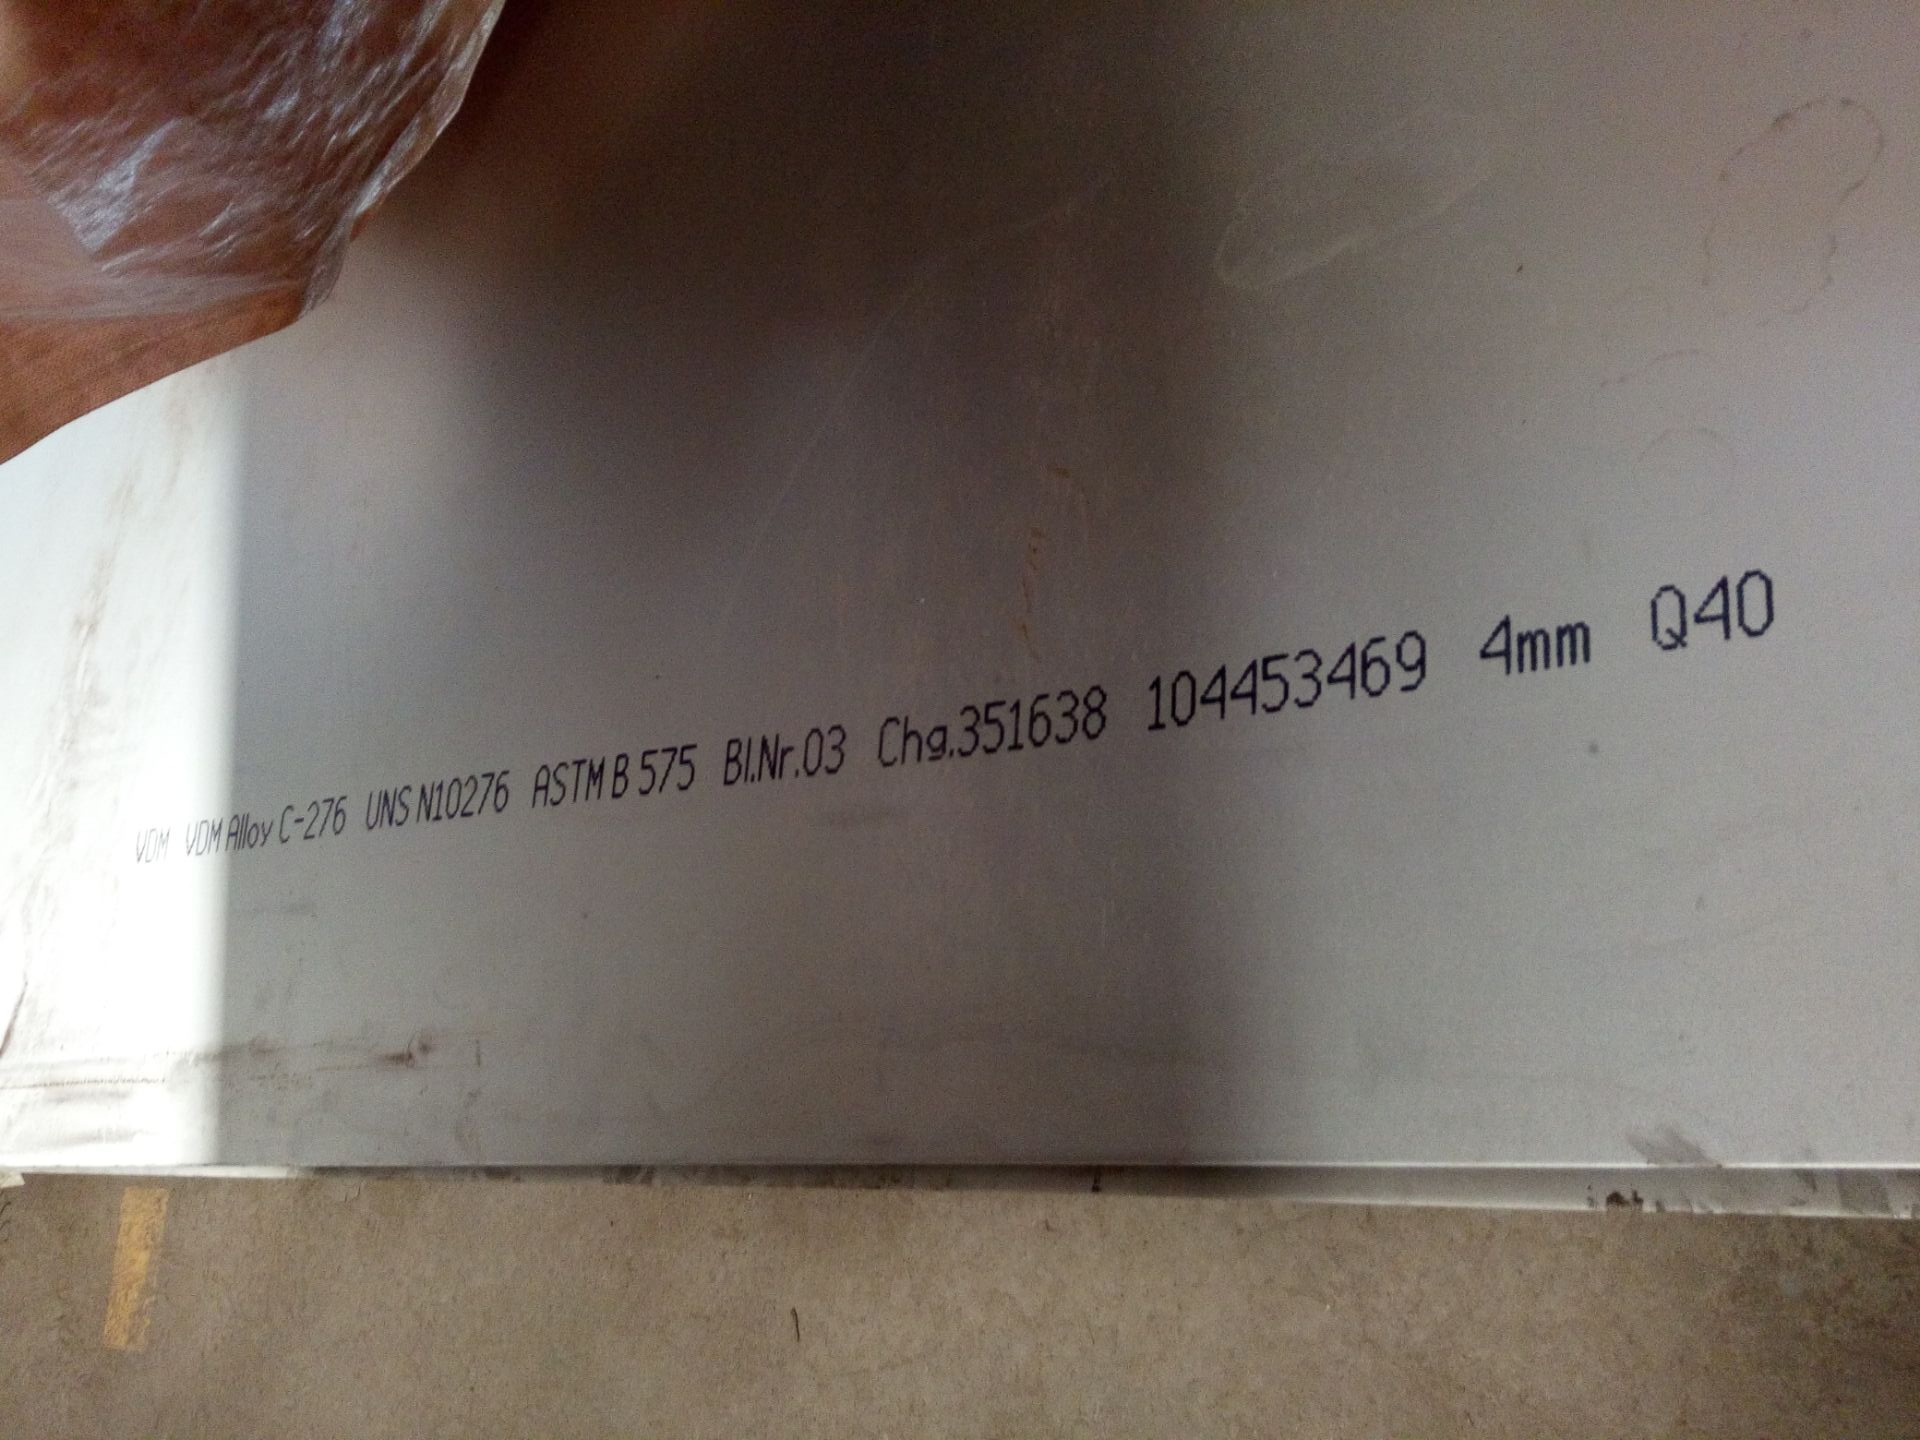 VDM VDM Alloy C-276 UNS N10276 ASTM B 575 Bl.Nr.03 Chg.351638 104453469 4mm Q40